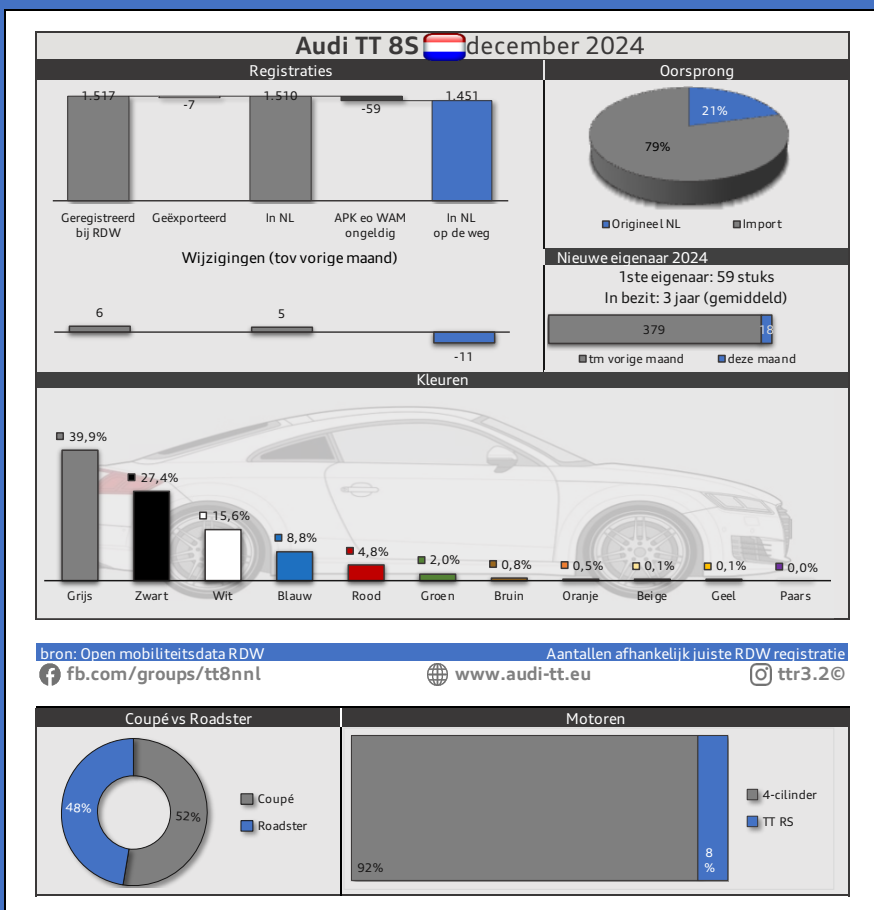 Audi TT 8S december 2024
Registraties
Oorsprong
1.517
-7
1.510
-59
1,451
Geregistreerd
bij RDW
Geëxporteerd
In NL
APK eo WAM
ongeldig
In NL
op de weg
21%
79%
Origineel NL
Import
Wijzigingen (tov vorige maand)
6
5
-11
Nieuwe eigenaar 2024
1ste eigenaar: 59 stuks
In bezit: 3 jaar (gemiddeld)
379
18
tm vorige maand
deze maand
Kleuren
39,9%
27,4%
15,6%
8,8%
4,8%
2,0%
0,8%
0,5%
0,1%
0,1%
0,0%
Grijs
Zwart
Wit
Blauw
Rood
Groen
Bruin
Oranje
Beige
Geel
Paars
bron: Open mobiliteitsdata RDW
Aantallen afhankelijk juiste RDW registratie
fb.com/groups/tt8nnl
www.audi-tt.eu
ttr3.2©
Coupé vs Roadster
Motoren
48%
52%
Coupé
Roadster
92%
8
%
4-cilinder
TT RS